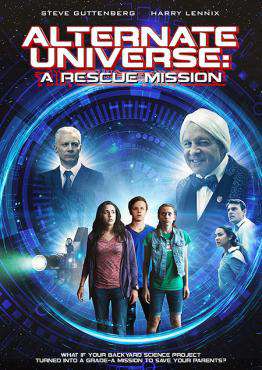 STEVE GUTTENBERG HARRY LENNIX
ALTERNATE
UNIVERSE:
A RESCUE MISSION
WHAT IF YOUR BACKYARD SCIENCE PROJECT
TURNED INTO A GRADE-A MISSION TO SAVE YOUR PARENTS?